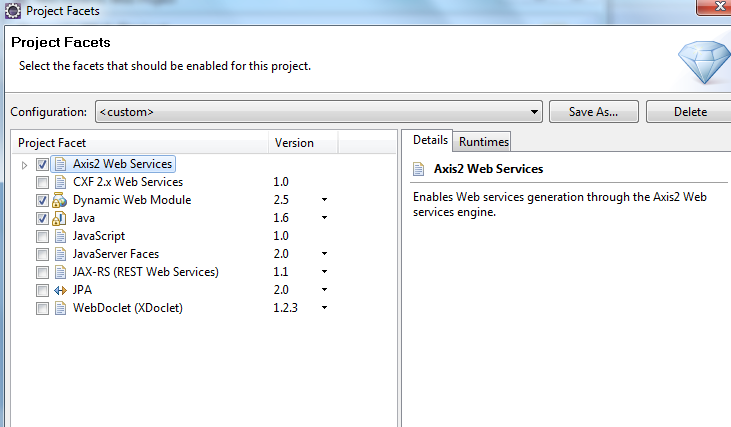 Project Facets
Project Facets
Select the facets that should be enabled for this project.
Configuration: <custom> Save As... Delete
Project Facet Version
Axis2 Web Services
CXF 2.x Web Services 1.0
Dynamic Web Module 2.5
Java 1.6
JavaScript 1.0
JavaServer Faces 2.0
JAX-RS (REST Web Services) 1.1
JPA 2.0
WebDoclet (XDoclet) 1.2.3
Details Runtimes
Axis2 Web Services
Enables Web services generation through the Axis2 Web
services engine.